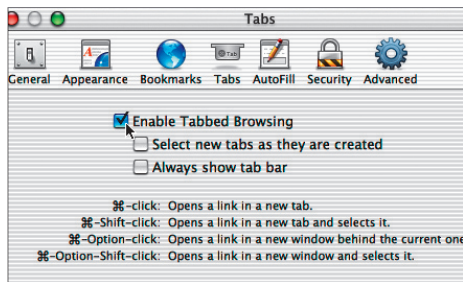 Tabs
General Appearance Bookmarks Tabs AutoFill Security Advanced
Enable Tabbed Browsing
Select new tabs as they are created
Always show tab bar
⌘-click: Opens a link in a new tab.
⌘-Shift-click: Opens a link in a new tab and selects it.
⌘-Option-click: Opens a link in a new window behind the current one
⌘-Option-Shift-click: Opens a link in a new window and selects it.